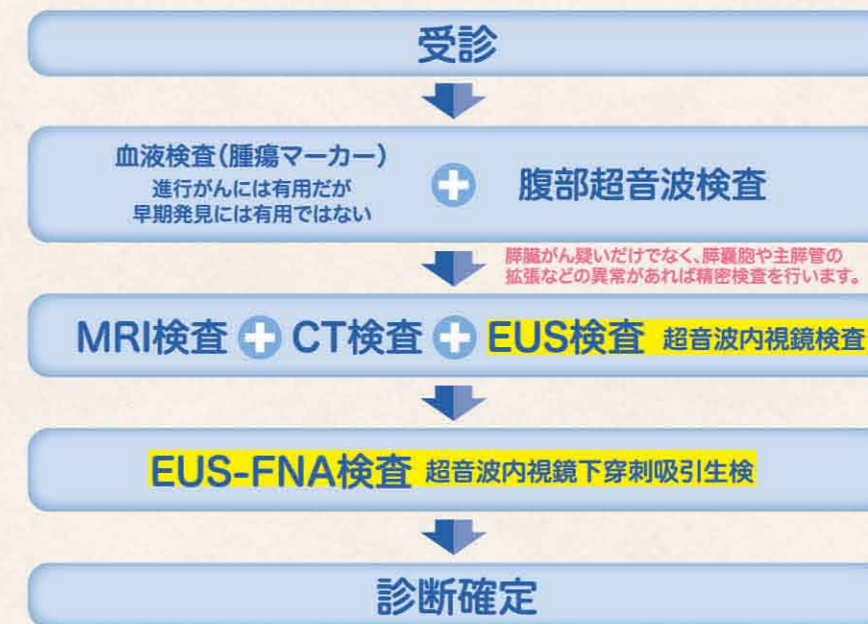 受診
血液検査(腫瘍マーカー)
進行がんには有用だが
早期発見には有用ではない
腹部超音波検査
膵臓がん疑いだけでなく、膵嚢胞や主膵管の
拡張などの異常があれば精密検査を行います。
MRI検査 + CT検査 + EUS検査 超音波内視鏡検査
EUS-FNA検査 超音波内視鏡下穿刺吸引生検
診断確定